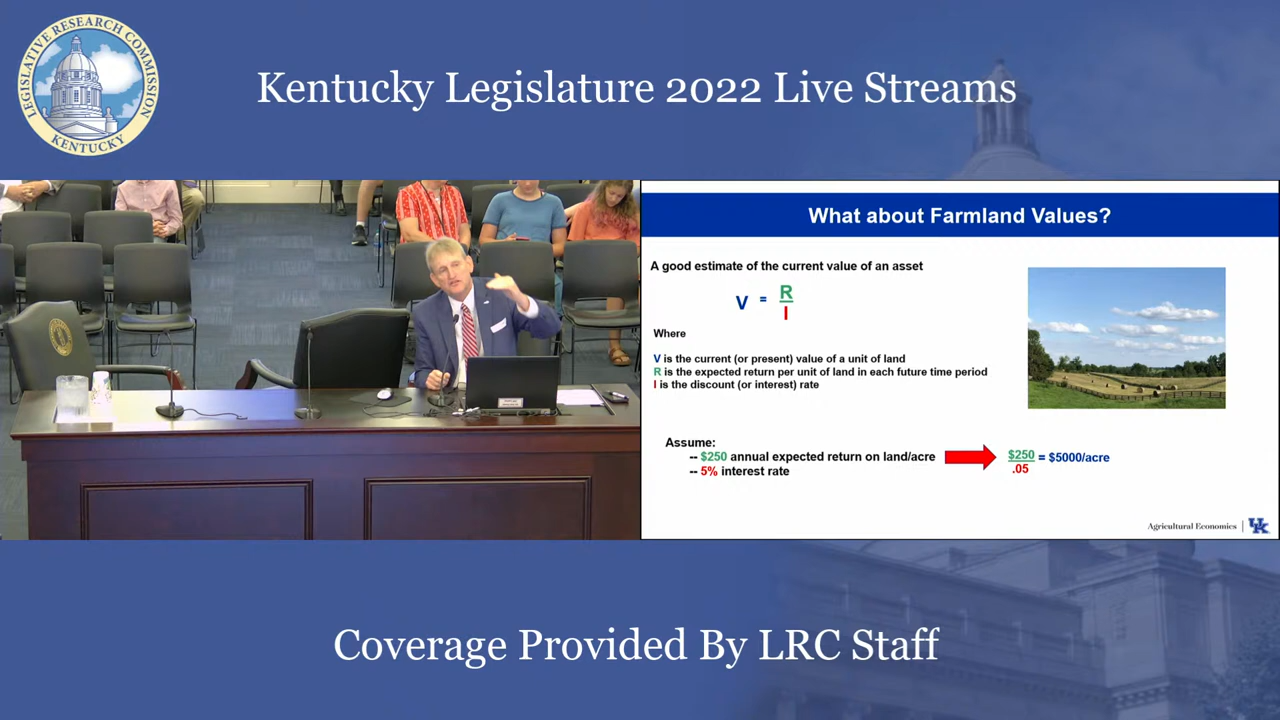 LEGISLATIVE RESEARCH COMMISSION
KENTUCKY
Kentucky Legislature 2022 Live Streams
What about Farmland Values?
A good estimate of the current value of an asset
V = R
I
Where
V is the current (or present) value of a unit of land
R is the expected return per unit of land in each future time period
I is the discount (or interest) rate
Assume:
-- $250 annual expected return on land/acre
-- 5% interest rate
$250 = $5000/acre
.05
Agricultural Economics | UK
Coverage Provided By LRC Staff